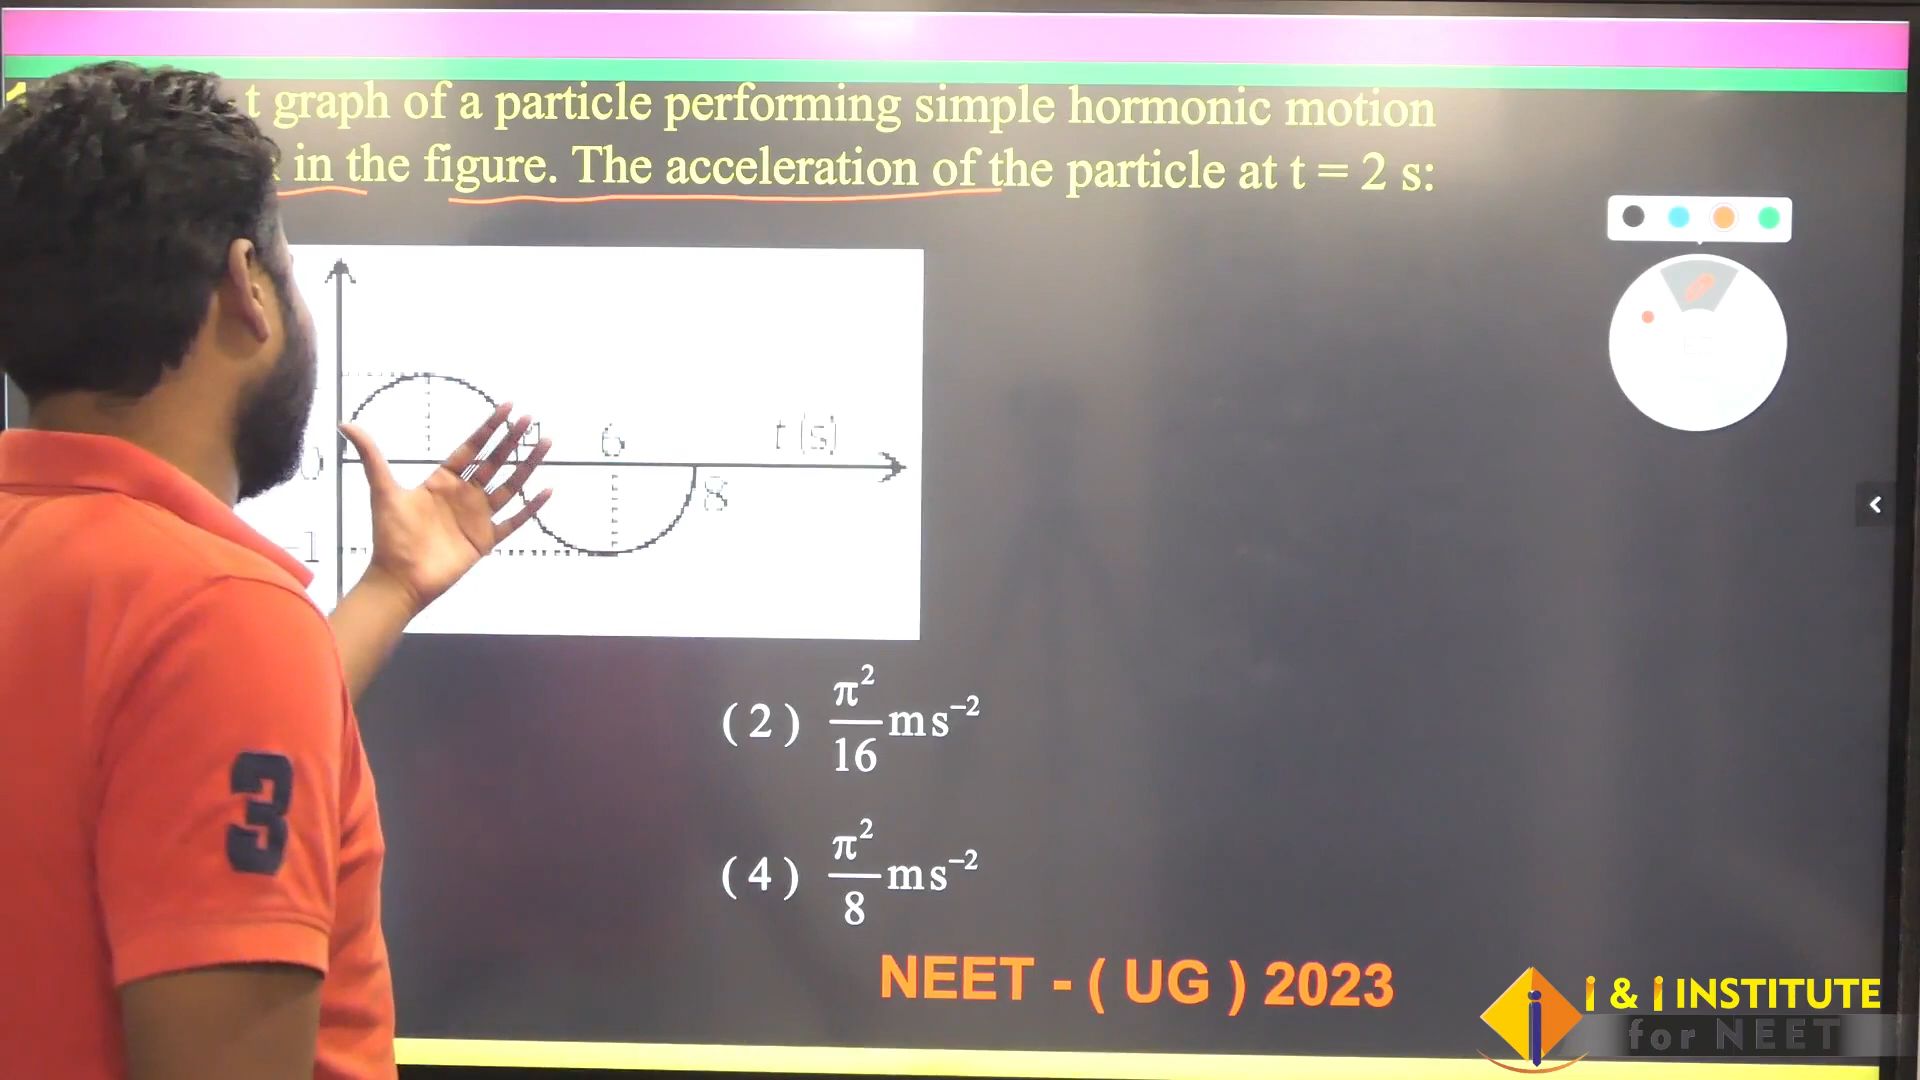 t graph of a particle performing simple hormonic motion
in the figure. The acceleration of the particle at t = 2 s:
6
t (s)
0
8
-1
( 2 ) π²/16 ms⁻²
( 4 ) π²/8 ms⁻²
3
NEET - ( UG ) 2023
i & i INSTITUTE
for NEET